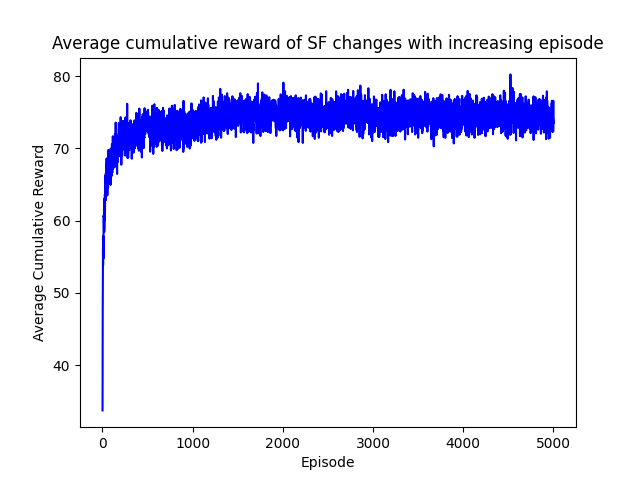 Average cumulative reward of SF changes with increasing episode
80
70
60
50
40
Average Cumulative Reward
0 1000 2000 3000 4000 5000
Episode